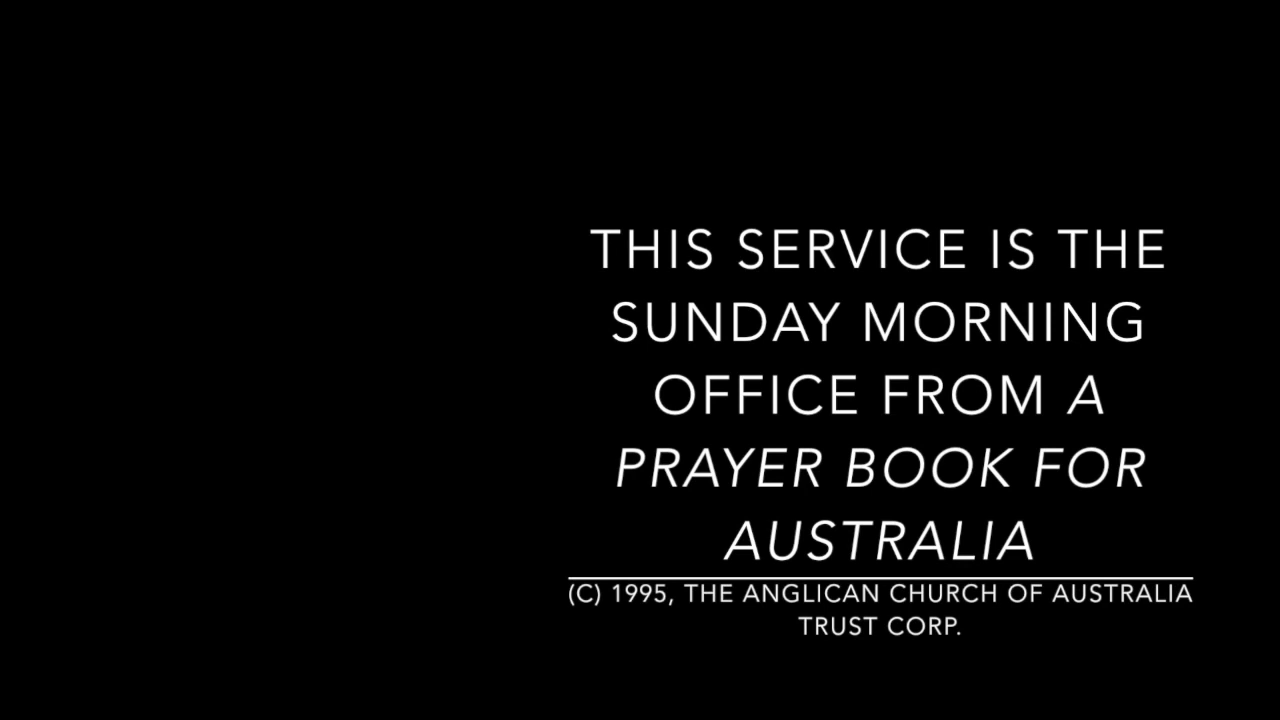 THIS SERVICE IS THE
SUNDAY MORNING
OFFICE FROM A
PRAYER BOOK FOR
AUSTRALIA
(C) 1995, THE ANGLICAN CHURCH OF AUSTRALIA
TRUST CORP.